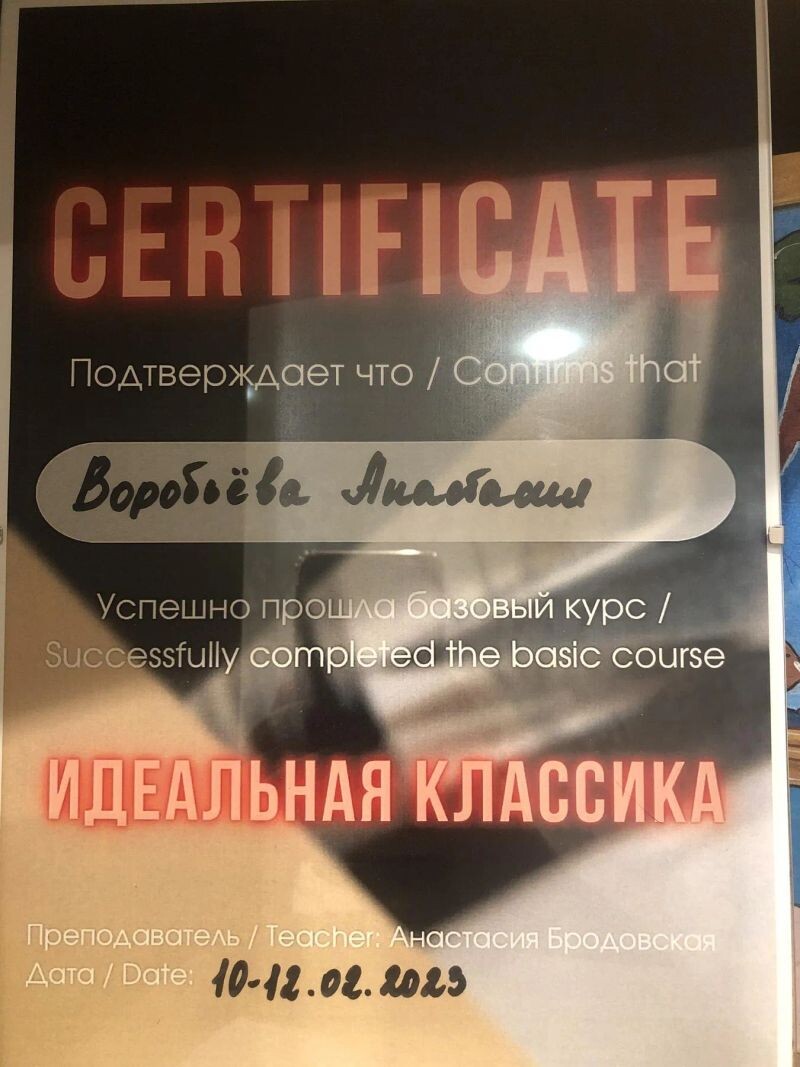 CERTIFICATE
Подтверждает что / Confirms that
Воробьёва Анастасия
Успешно прошла базовый курс /
Successfully completed the basic course
ИДЕАЛЬНАЯ КЛАССИКА
Преподаватель / Teacher: Анастасия Бродовская
Дата / Date: 10-12.02.2023